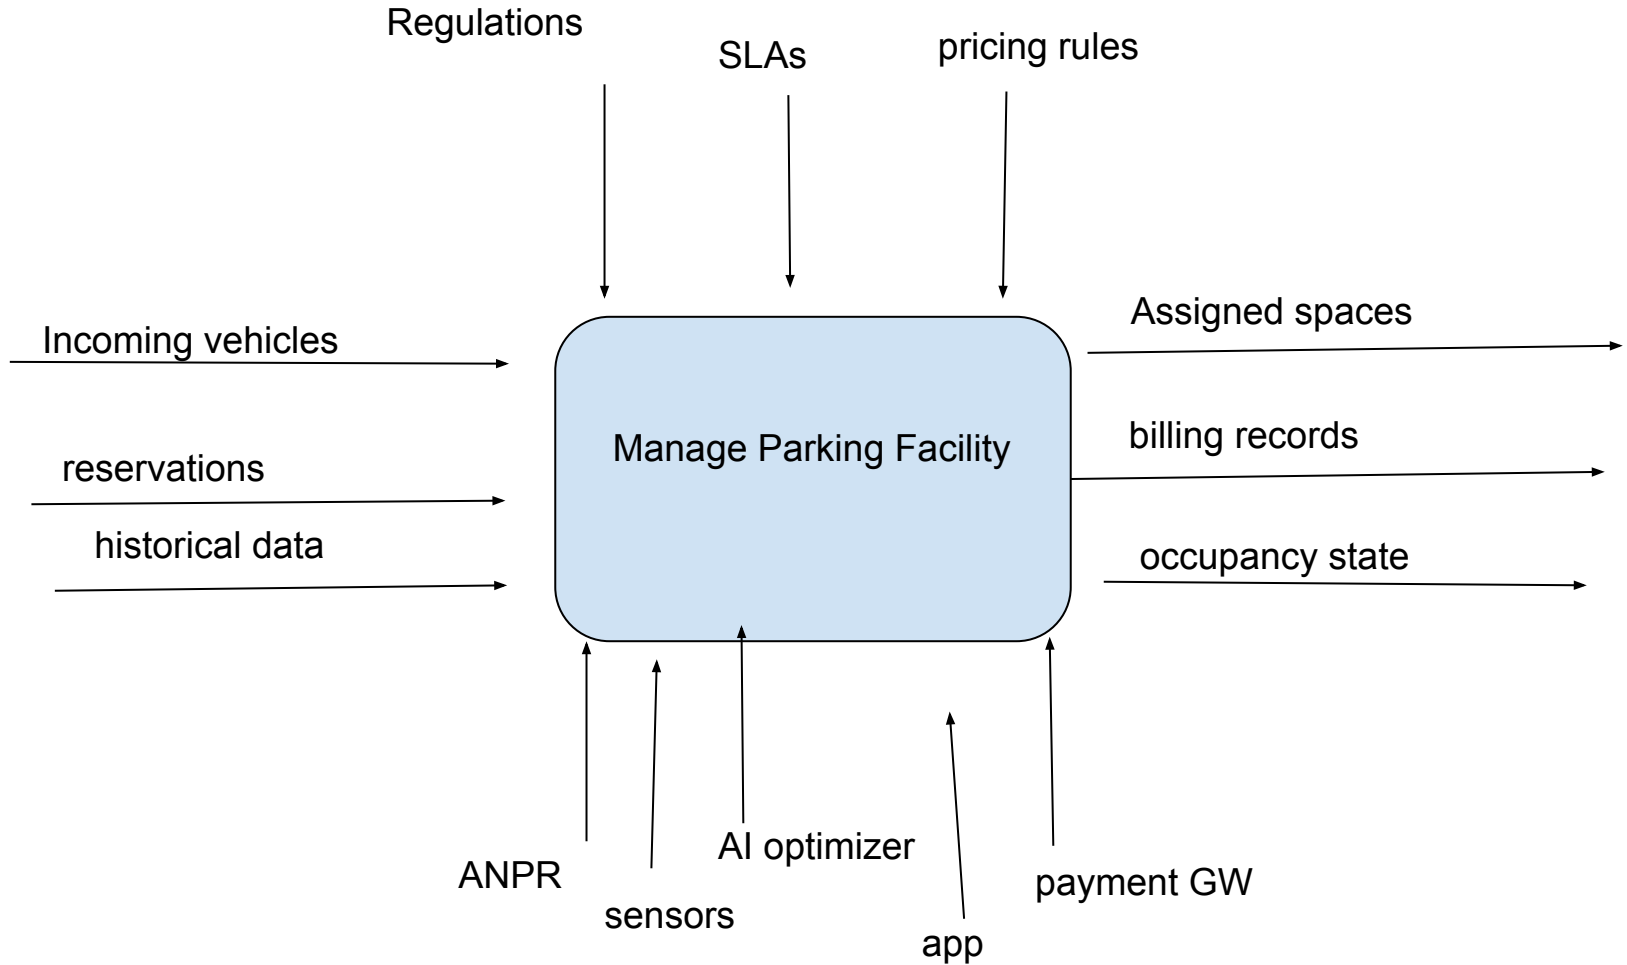 Regulations
SLAs
pricing rules
Incoming vehicles
Assigned spaces
billing records
Manage Parking Facility
reservations
historical data
occupancy state
AI optimizer
ANPR
payment GW
sensors
app